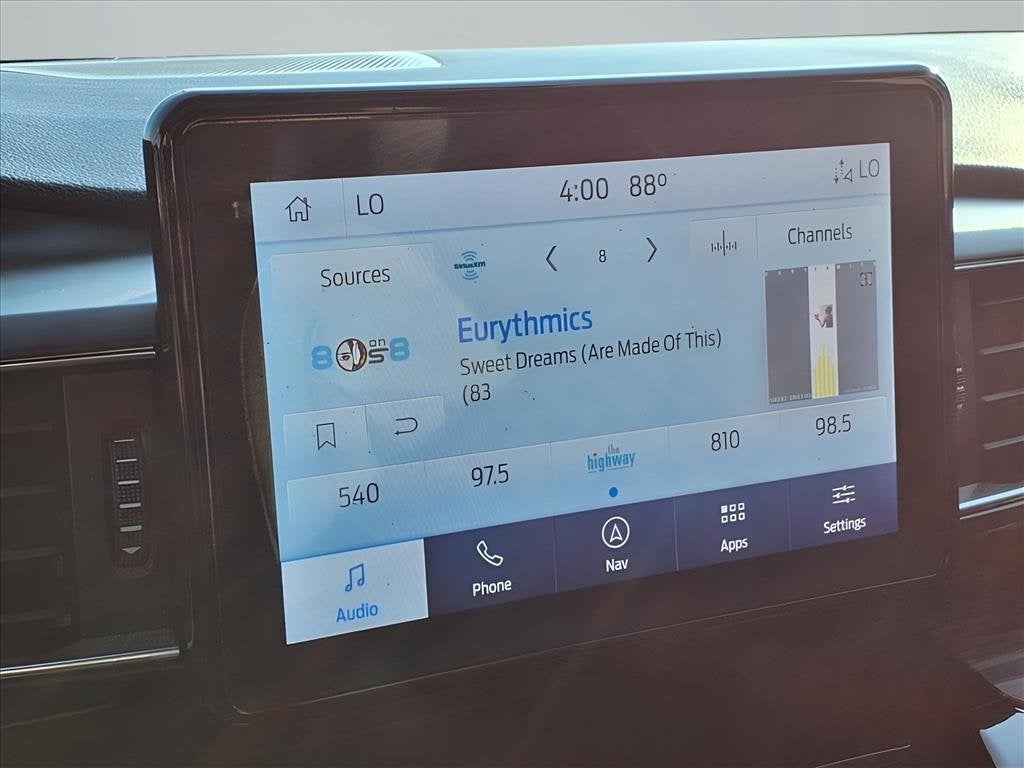 LO
4:00 88°
LO
Sources
SiriusXM
8
Channels
80s on 8
Eurythmics
Sweet Dreams (Are Made Of This)
(83
540
97.5
the
highway
810
98.5
Audio
Phone
Nav
Apps
Settings